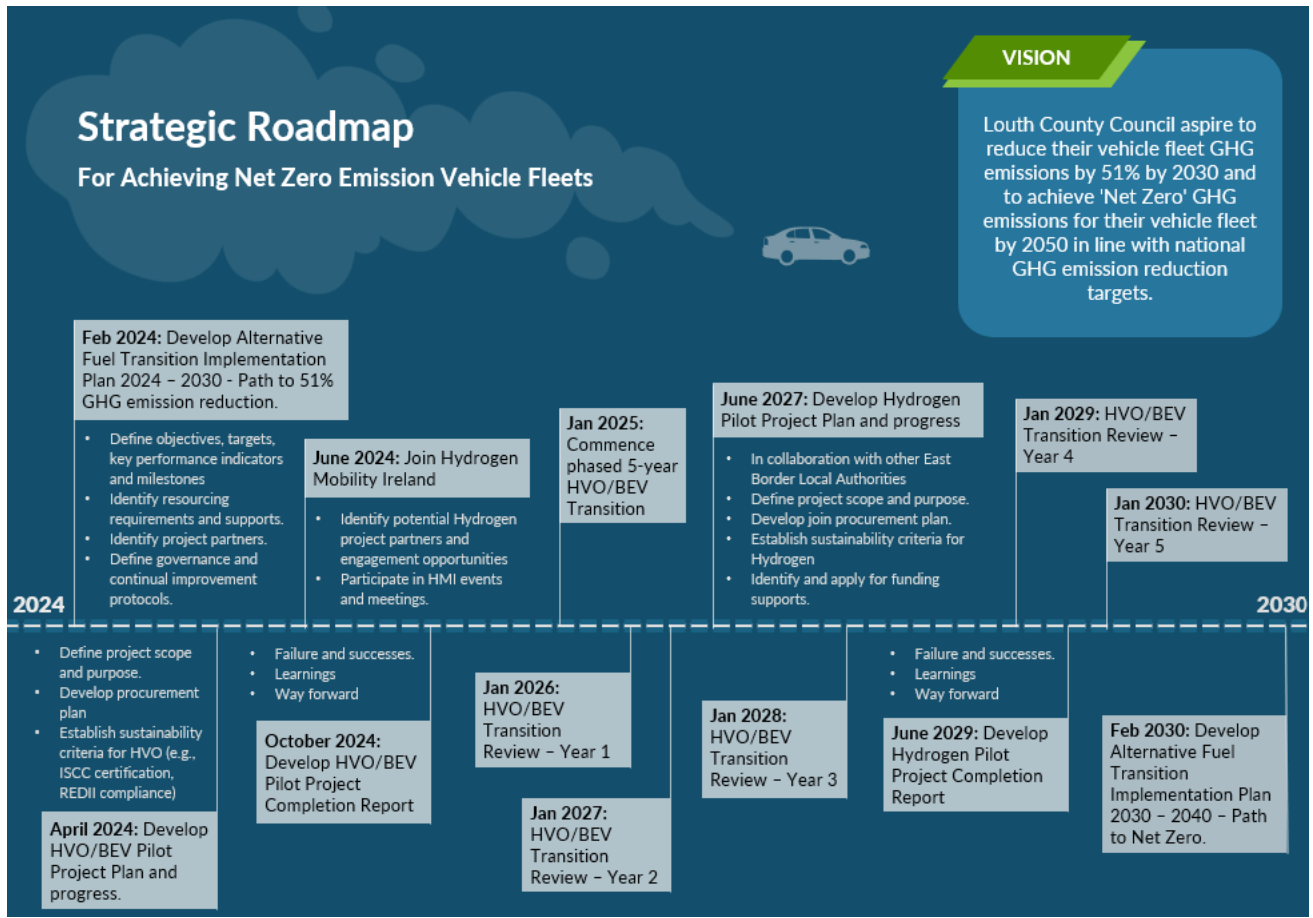 Strategic Roadmap
For Achieving Net Zero Emission Vehicle Fleets
VISION
Louth County Council aspire to
reduce their vehicle fleet GHG
emissions by 51% by 2030 and
to achieve 'Net Zero' GHG
emissions for their vehicle fleet
by 2050 in line with national
GHG emission reduction
targets.
Feb 2024: Develop Alternative
Fuel Transition Implementation
Plan 2024 – 2030 - Path to 51%
GHG emission reduction.
• Define objectives, targets,
key performance indicators
and milestones
• Identify resourcing
requirements and supports.
• Identify project partners.
• Define governance and
continual improvement
protocols.
June 2024: Join Hydrogen
Mobility Ireland
• Identify potential Hydrogen
project partners and
engagement opportunities
• Participate in HMI events
and meetings.
Jan 2025:
Commence
phased 5-year
HVO/BEV
Transition
June 2027: Develop Hydrogen
Pilot Project Plan and progress
• In collaboration with other East
Border Local Authorities
• Define project scope and purpose.
• Develop join procurement plan.
• Establish sustainability criteria for
Hydrogen
• Identify and apply for funding
supports.
Jan 2029: HVO/BEV
Transition Review –
Year 4
Jan 2030: HVO/BEV
Transition Review –
Year 5
2024
2030
• Define project scope
and purpose.
• Develop procurement
plan
• Establish sustainability
criteria for HVO (e.g.,
ISCC certification,
REDII compliance)
April 2024: Develop
HVO/BEV Pilot
Project Plan and
progress.
• Failure and successes.
• Learnings
• Way forward
October 2024:
Develop HVO/BEV
Pilot Project
Completion Report
Jan 2026:
HVO/BEV
Transition
Review – Year 1
Jan 2027:
HVO/BEV
Transition
Review – Year 2
Jan 2028:
HVO/BEV
Transition
Review – Year 3
• Failure and successes.
• Learnings
• Way forward
June 2029: Develop
Hydrogen Pilot
Project Completion
Report
Feb 2030: Develop
Alternative Fuel
Transition
Implementation Plan
2030 – 2040 – Path
to Net Zero.